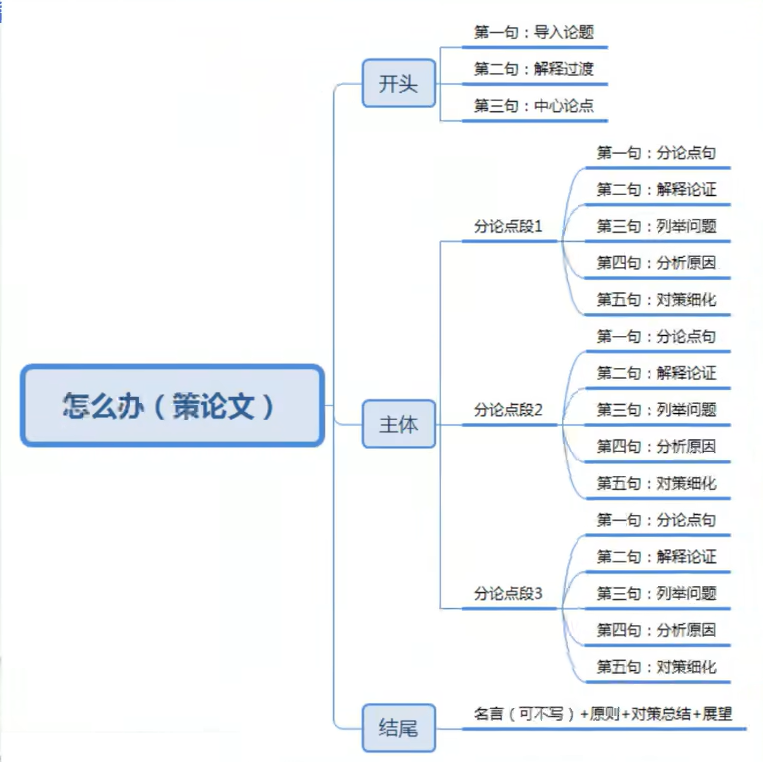 怎么办（策论文）
开头
第一句：导入论题
第二句：解释过渡
第三句：中心论点
主体
分论点段1
第一句：分论点句
第二句：解释论证
第三句：列举问题
第四句：分析原因
第五句：对策细化
分论点段2
第一句：分论点句
第二句：解释论证
第三句：列举问题
第四句：分析原因
第五句：对策细化
分论点段3
第一句：分论点句
第二句：解释论证
第三句：列举问题
第四句：分析原因
第五句：对策细化
结尾
名言（可不写）+原则+对策总结+展望